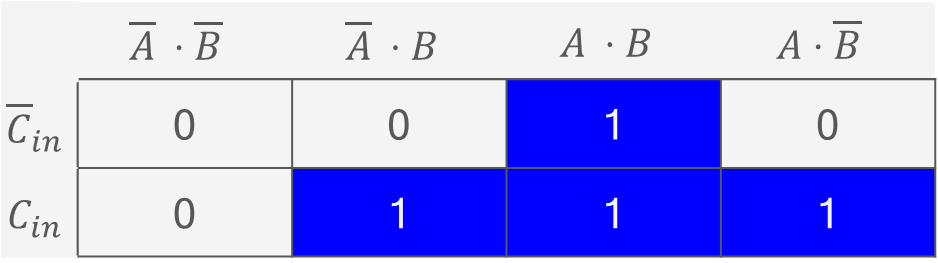 A̅ · B̅ A̅ · B A · B A · B̅
C̅in 0 0 1 0
Cin 0 1 1 1